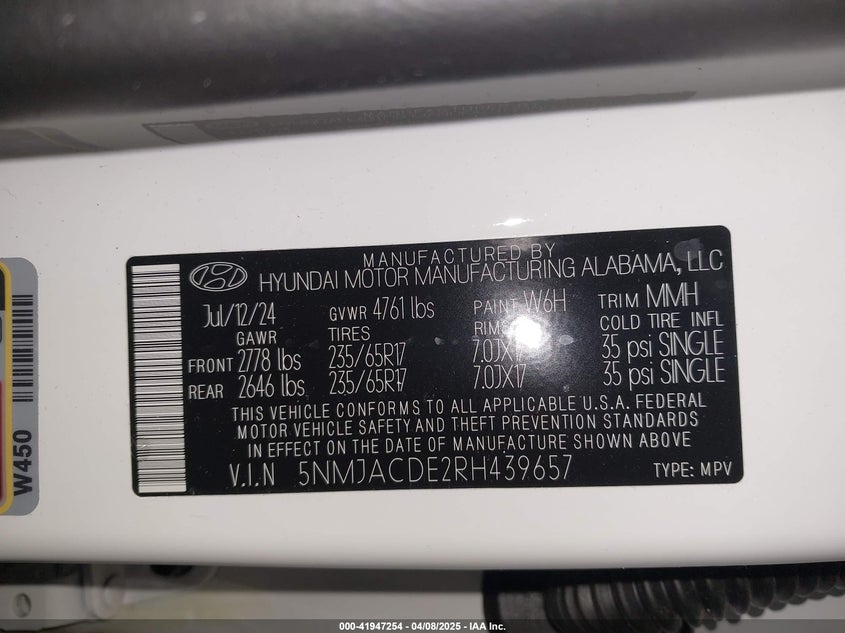 MANUFACTURED BY
HYUNDAI MOTOR MANUFACTURING ALABAMA, LLC
Jul/12/24 GVWR 4761 lbs PAINT W6H TRIM MMH
GAWR TIRES RIMS COLD TIRE INFL
FRONT 2778 lbs 235/65R17 7.0JX17 35 psi SINGLE
REAR 2646 lbs 235/65R17 7.0JX17 35 psi SINGLE
THIS VEHICLE CONFORMS TO ALL APPLICABLE U.S.A. FEDERAL
MOTOR VEHICLE SAFETY AND THEFT PREVENTION STANDARDS
IN EFFECT ON THE DATE OF MANUFACTURE SHOWN ABOVE
V.I.N 5NMJACDE2RH439657 TYPE: MPV
W450
000-41947254 - 04/08/2025 - IAA Inc.